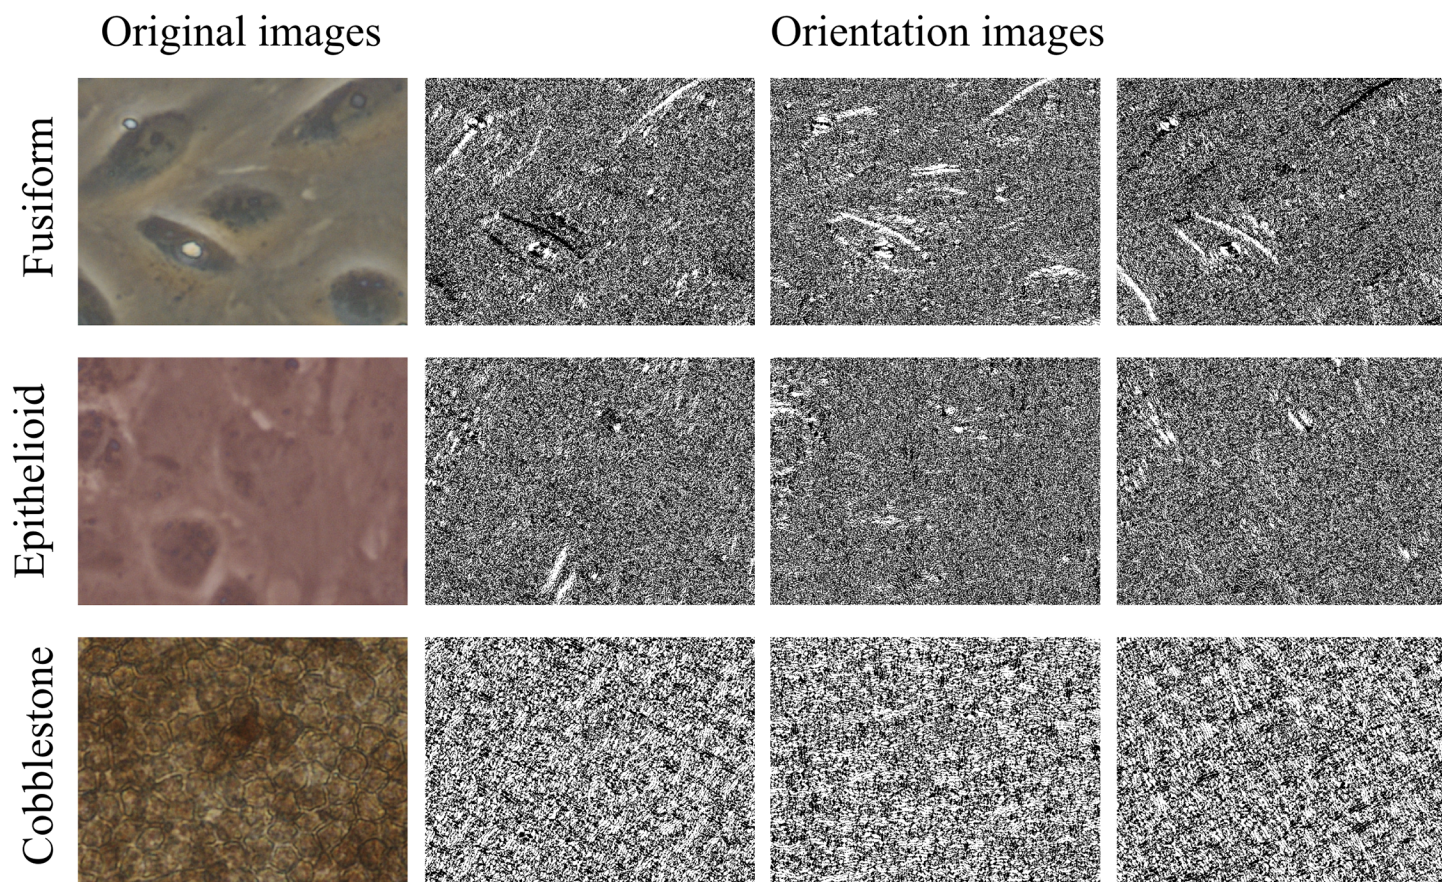 Original images
Orientation images
Fusiform
Epithelioid
Cobblestone